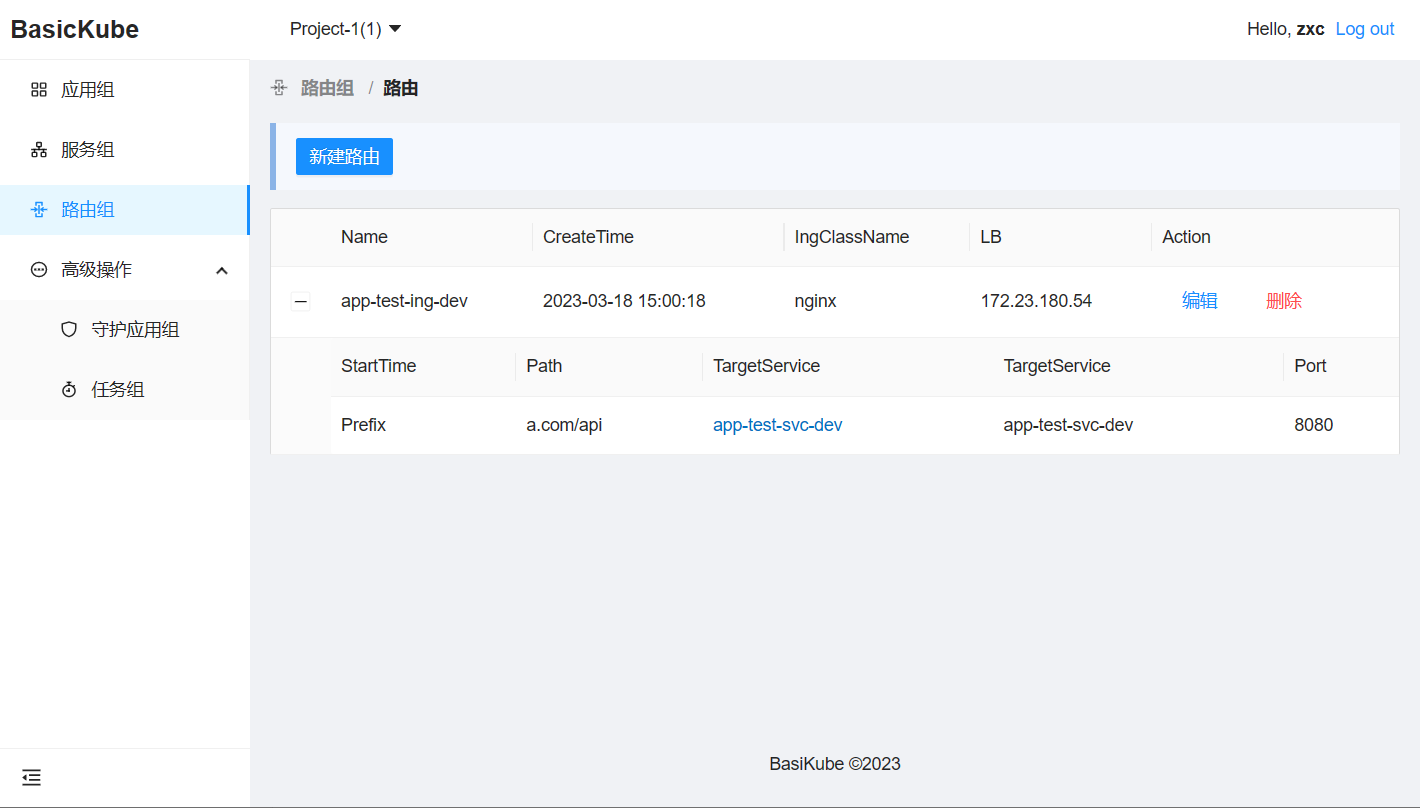 BasicKube
Project-1(1)
Hello, zxc Log out
应用组
服务组
路由组
高级操作
守护应用组
任务组
路由组 / 路由
新建路由
Name CreateTime IngClassName LB Action
app-test-ing-dev 2023-03-18 15:00:18 nginx 172.23.180.54 编辑 删除
StartTime Path TargetService TargetService Port
Prefix a.com/api app-test-svc-dev app-test-svc-dev 8080
BasiKube ©2023